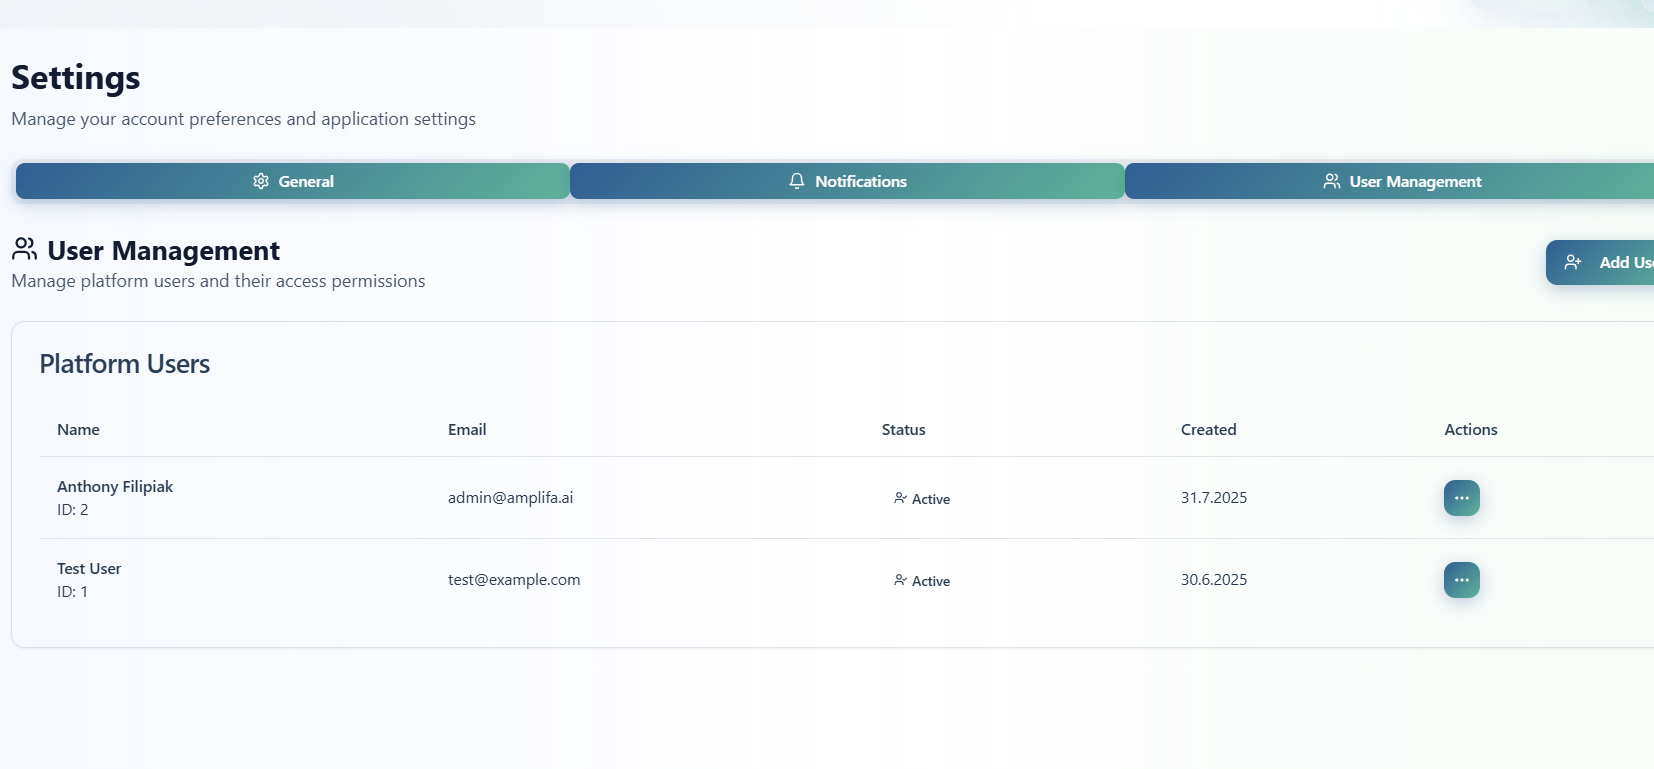 Settings
Manage your account preferences and application settings
General Notifications User Management
User Management
Manage platform users and their access permissions
Add
Platform Users
Name Email Status Created Actions
Anthony Filipiak
ID: 2
admin@amplifa.ai Active 31.7.2025
Test User
ID: 1
test@example.com Active 30.6.2025